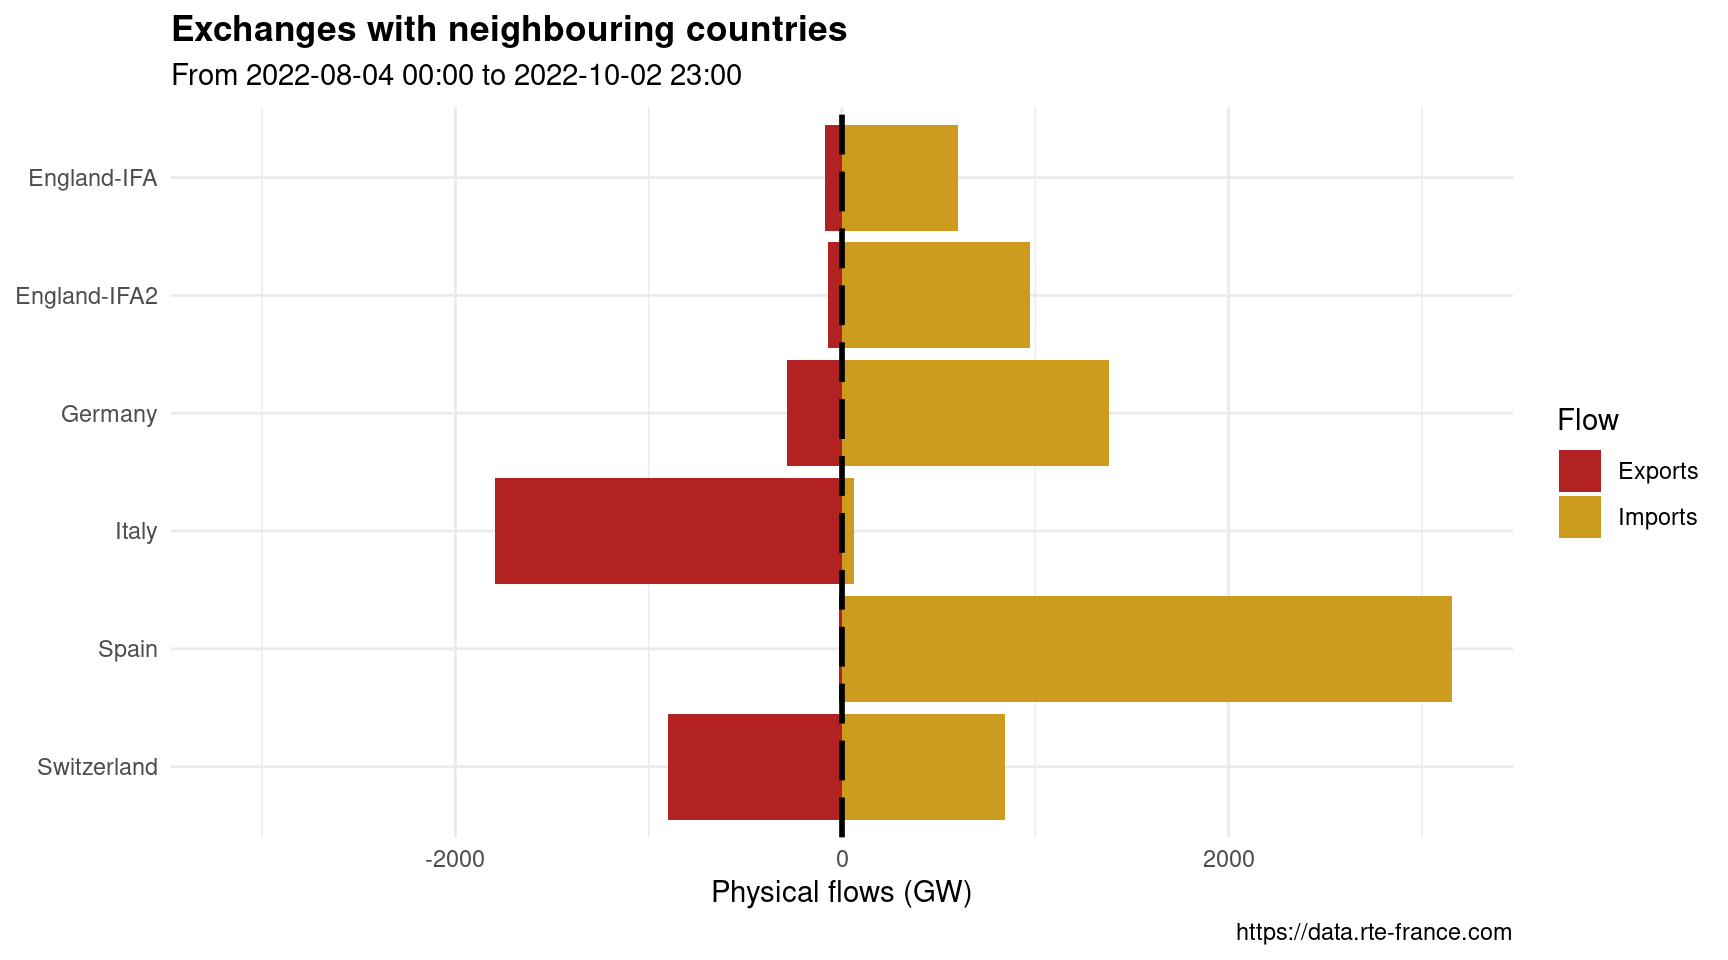 Exchanges with neighbouring countries
From 2022-08-04 00:00 to 2022-10-02 23:00
England-IFA
England-IFA2
Germany
Italy
Spain
Switzerland
-2000
0
2000
Physical flows (GW)
Flow
Exports
Imports
https://data.rte-france.com